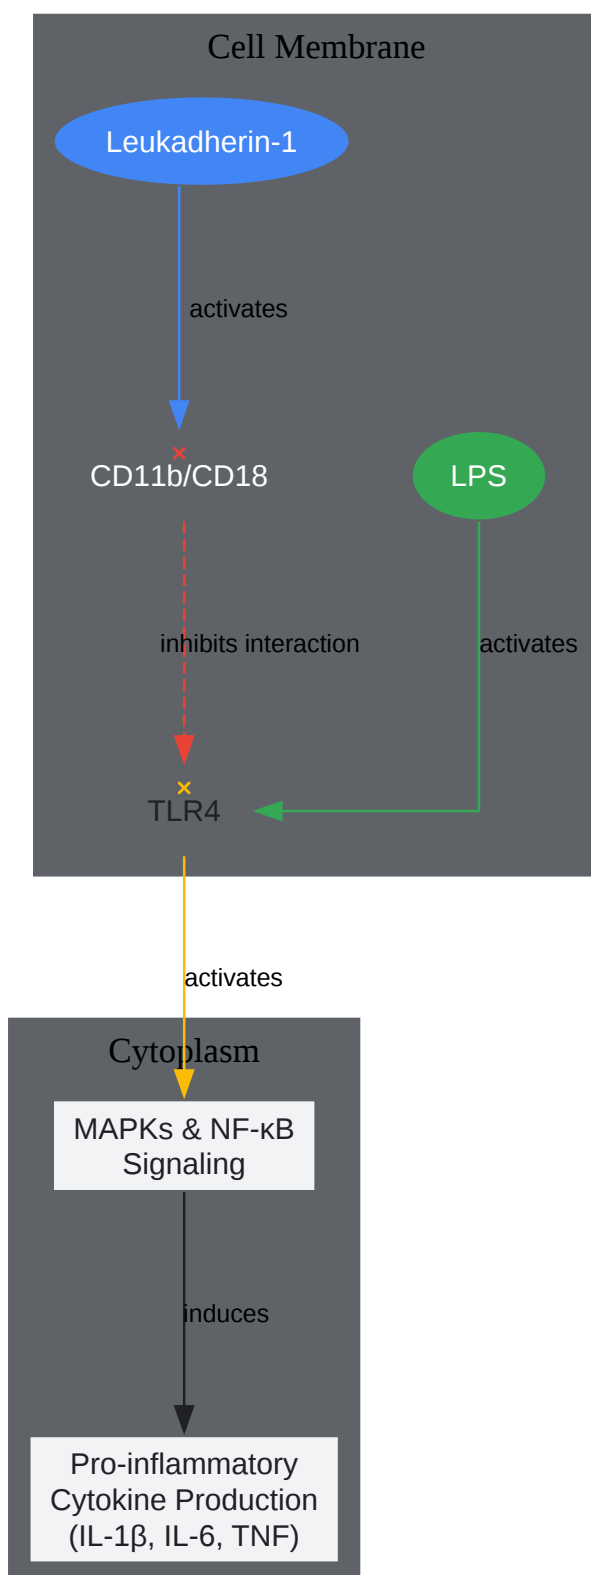 Cell Membrane
Leukadherin-1
activates
CD11b/CD18
LPS
inhibits interaction
activates
TLR4
activates
Cytoplasm
MAPKs & NF-κB
Signaling
induces
Pro-inflammatory
Cytokine Production
(IL-1β, IL-6, TNF)